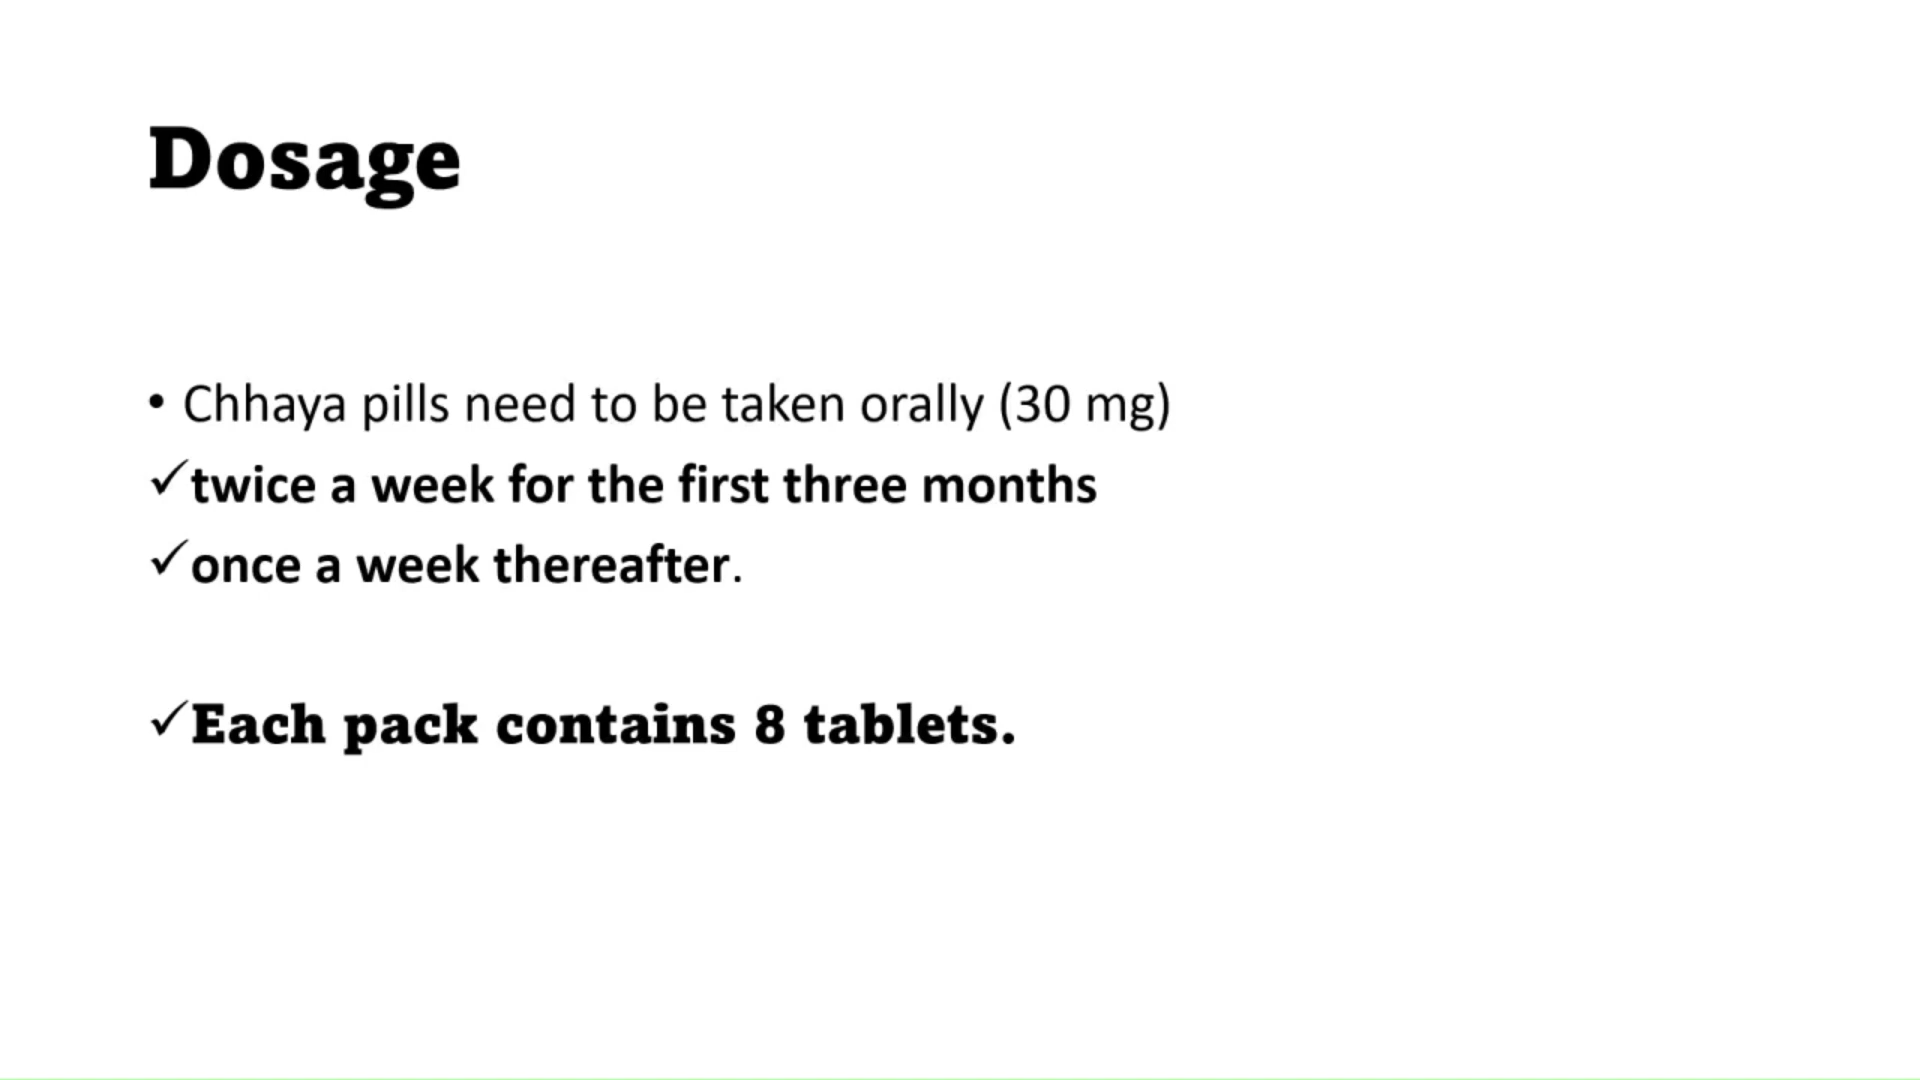 Dosage
• Chhaya pills need to be taken orally (30 mg)
✓twice a week for the first three months
✓once a week thereafter.
✓Each pack contains 8 tablets.